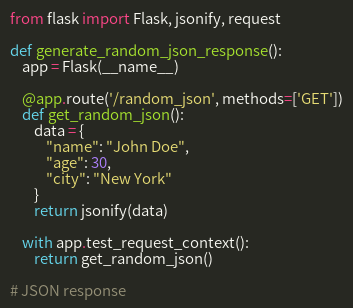 from flask import Flask, jsonify, request

def generate_random_json_response():
    app = Flask(__name__)

    @app.route('/random_json', methods=['GET'])
    def get_random_json():
        data = {
            "name": "John Doe",
            "age": 30,
            "city": "New York"
        }
        return jsonify(data)

    with app.test_request_context():
        return get_random_json()

# JSON response